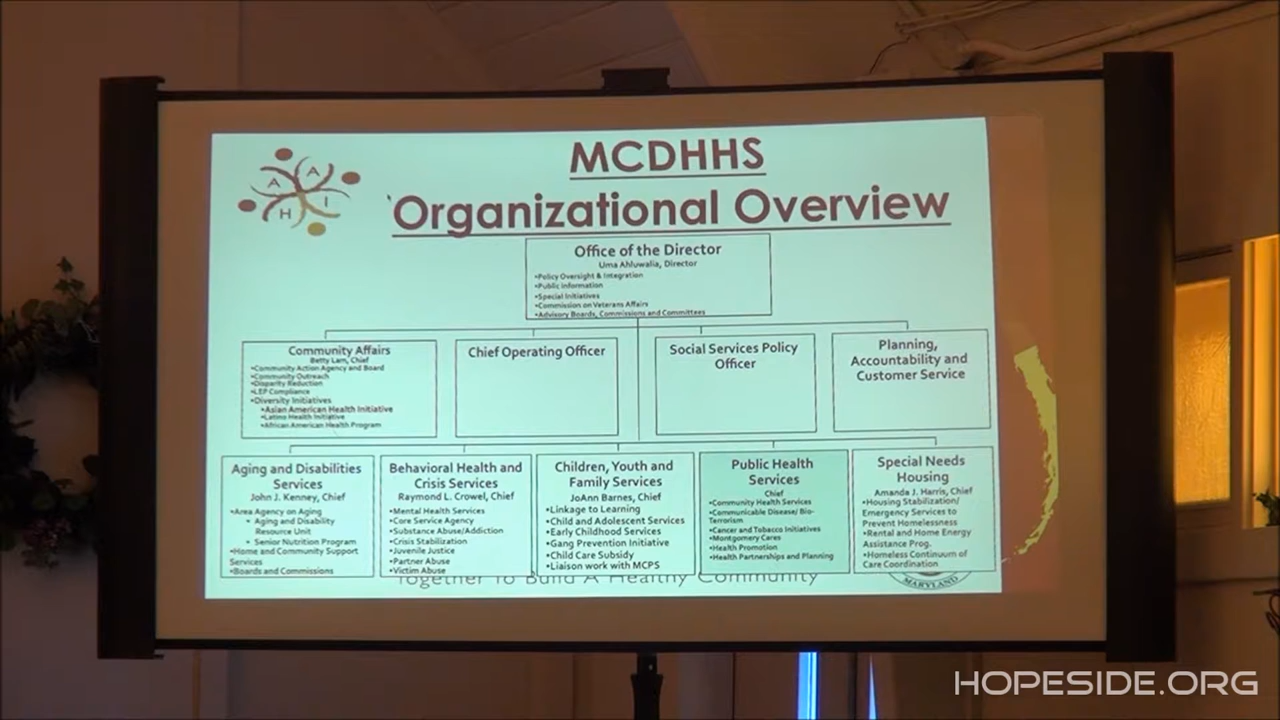 MCDHHS
Organizational Overview
A A
H I
Office of the Director
Uma Ahluwalia, Director
•Policy Oversight & Integration
•Public Information
•Special Initiatives
•Commission on Veterans Affairs
•Advisory Boards, Commissions and Committees
Community Affairs
Betty Lam, Chief
•Community Action Agency and Board
•Community Outreach
•Disparity Reduction
•LEP Compliance
•Diversity Initiatives
•Asian American Health Initiative
•Latino Health Initiative
•African American Health Program
Chief Operating Officer
Social Services Policy
Officer
Planning,
Accountability and
Customer Service
Aging and Disabilities
Services
John J. Kenney, Chief
•Area Agency on Aging
• Aging and Disability
Resource Unit
• Senior Nutrition Program
•Home and Community Support
Services
•Boards and Commissions
Behavioral Health and
Crisis Services
Raymond L. Crowel, Chief
•Mental Health Services
•Core Service Agency
•Substance Abuse/Addiction
•Crisis Stabilization
•Juvenile Justice
•Partner Abuse
•Victim Abuse
Children, Youth and
Family Services
JoAnn Barnes, Chief
•Linkage to Learning
•Child and Adolescent Services
•Early Childhood Services
•Gang Prevention Initiative
•Child Care Subsidy
•Liaison work with MCPS
Public Health
Services
Chief
•Community Health Services
•Communicable Disease/ Bio-
Terrorism
•Cancer and Tobacco Initiatives
•Montgomery Cares
•Health Promotion
•Health Partnerships and Planning
Special Needs
Housing
Amanda J. Harris, Chief
•Housing Stabilization/
Emergency Services to
Prevent Homelessness
•Rental and Home Energy
Assistance Prog.
•Homeless Continuum of
Care Coordination
Together To Build A Healthy Community
MARYLAND
HOPESIDE.ORG